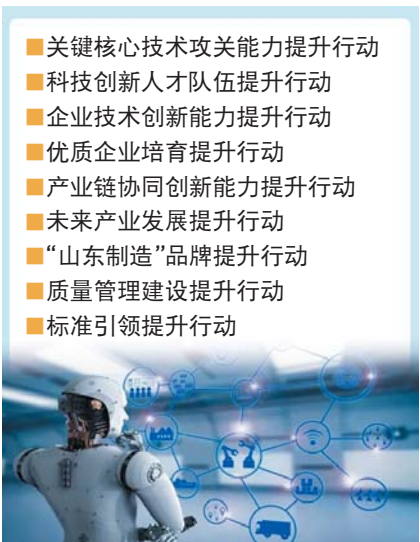 ■关键核心技术攻关能力提升行动
■科技创新人才队伍提升行动
■企业技术创新能力提升行动
■优质企业培育提升行动
■产业链协同创新能力提升行动
■未来产业发展提升行动
■“山东制造”品牌提升行动
■质量管理建设提升行动
■标准引领提升行动